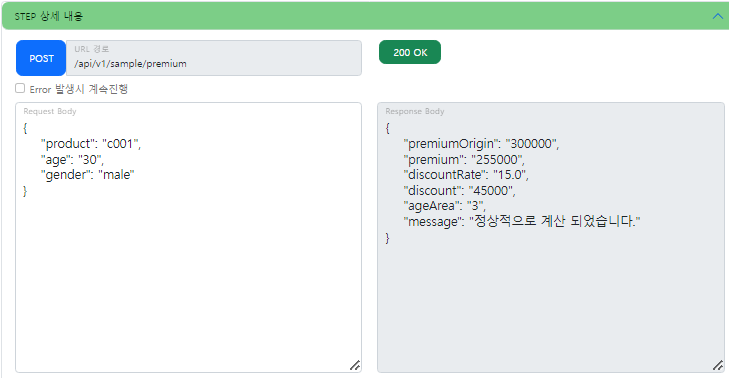 STEP 상세 내용
POST
URL 경로
/api/v1/sample/premium
200 OK
Error 발생시 계속진행
Request Body
{
"product": "c001",
"age": "30",
"gender": "male"
}
Response Body
{
"premiumOrigin": "300000",
"premium": "255000",
"discountRate": "15.0",
"discount": "45000",
"ageArea": "3",
"message": "정상적으로 계산 되었습니다."
}